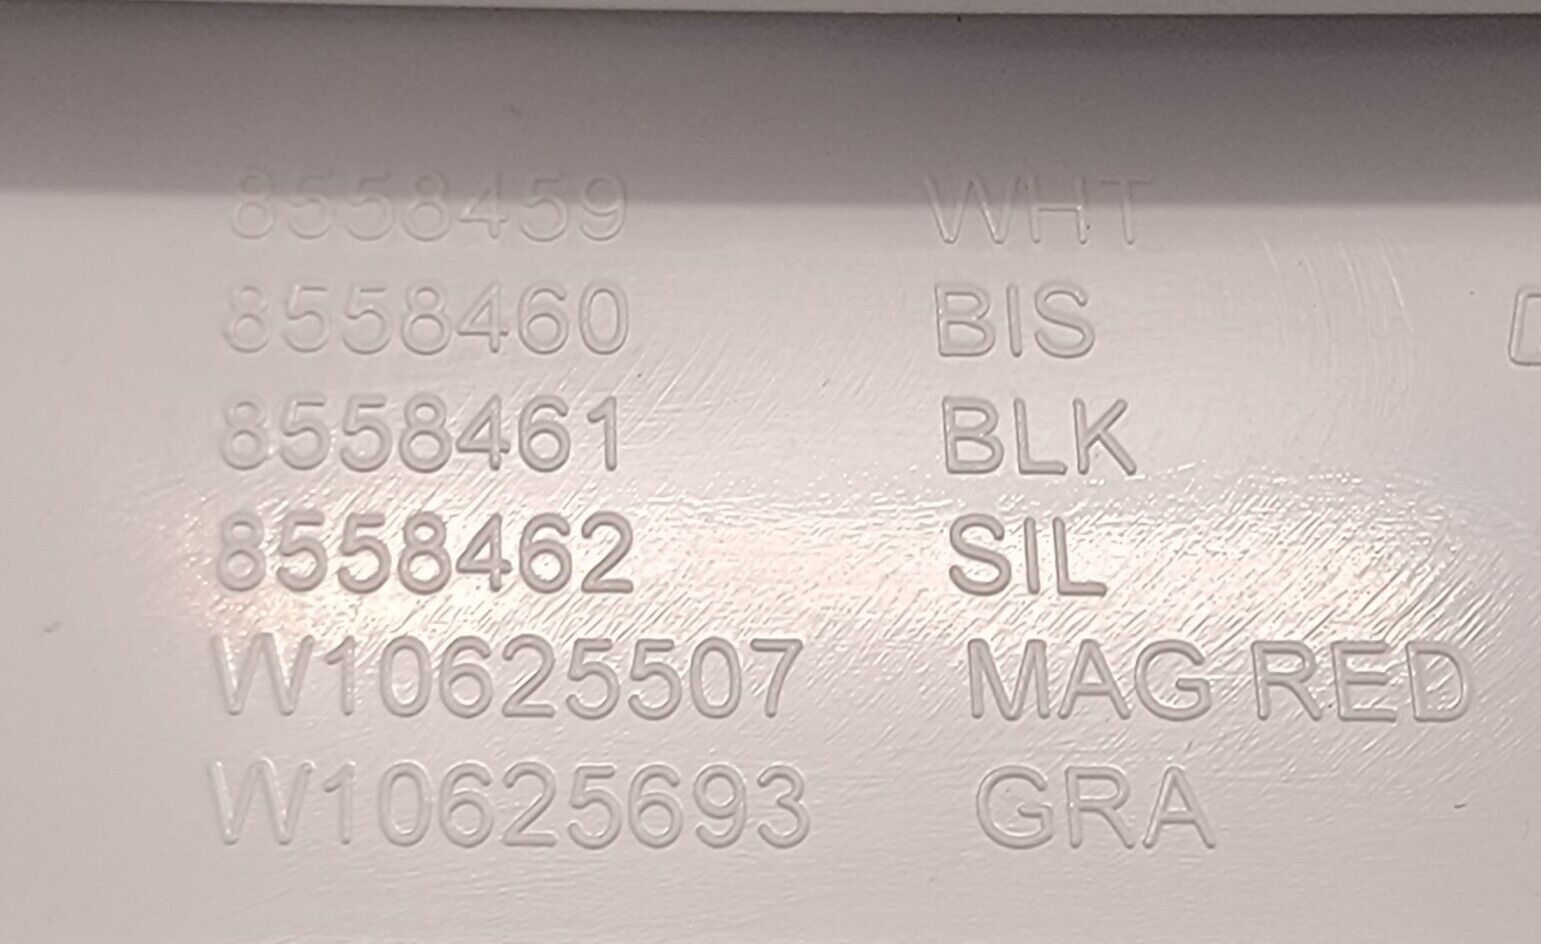 8558459 WHT
8558460 BIS
8558461 BLK
8558462 SIL
W10625507 MAG RED
W10625693 GRA